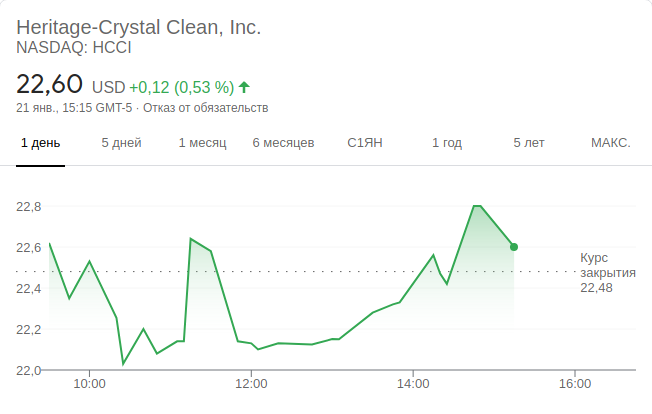 Heritage-Crystal Clean, Inc.
NASDAQ: HCCI
22,60 USD +0,12 (0,53 %)
21 янв., 15:15 GMT-5 · Отказ от обязательств
1 день 5 дней 1 месяц 6 месяцев С1ЯН 1 год 5 лет МАКС.
22,8
22,6
Курс
закрытия
22,48
22,4
22,2
22,0
10:00 12:00 14:00 16:00